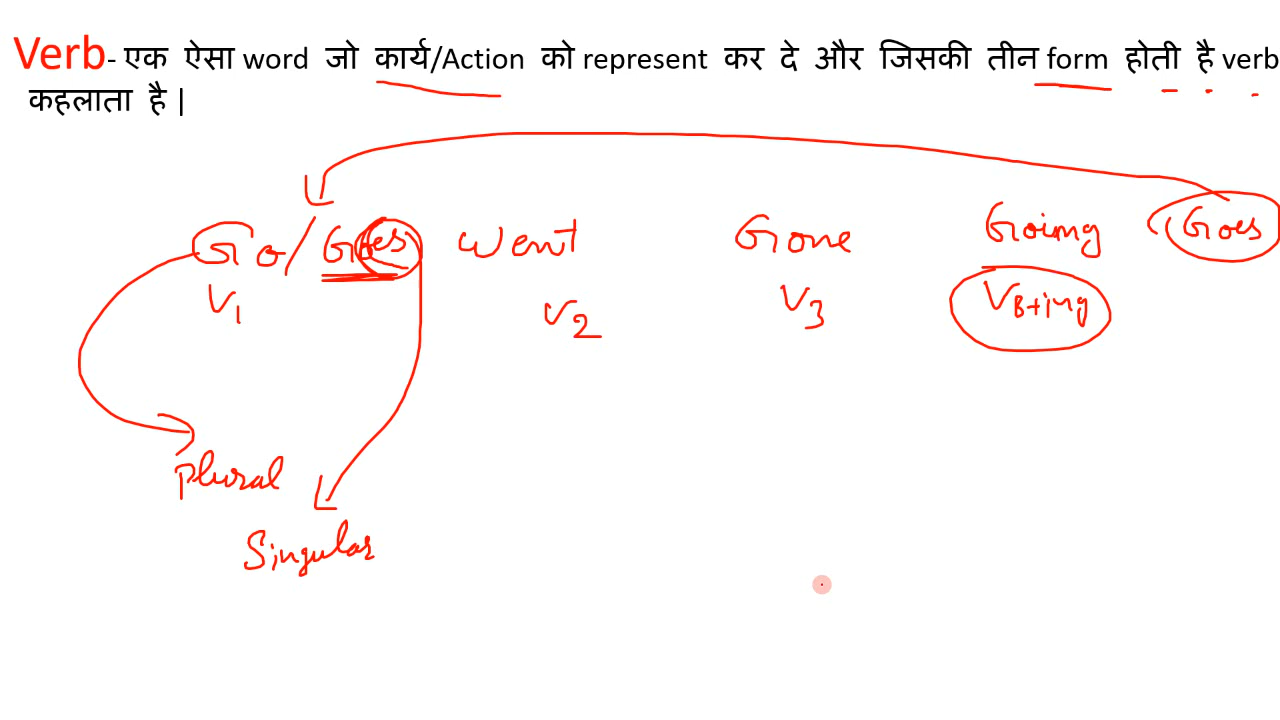 Verb- एक ऐसा word जो कार्य/Action को represent कर दे और जिसकी तीन form होती है verb
कहलाता है |
Go/Goes Went Gone Going Goes
V1 V2 V3 VB+ing
Plural
Singular